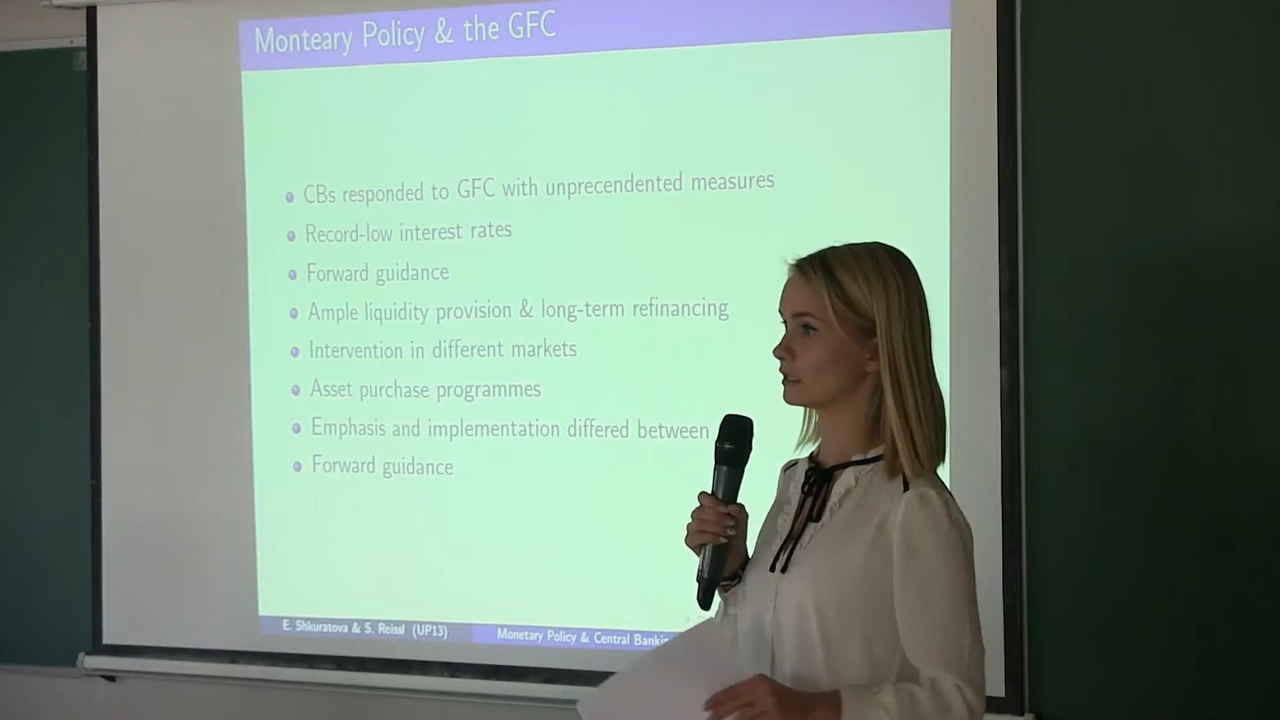 Monteary Policy & the GFC
CBs responded to GFC with unprecendented measures
Record-low interest rates
Forward guidance
Ample liquidity provision & long-term refinancing
Intervention in different markets
Asset purchase programmes
Emphasis and implementation differed between
Forward guidance
E. Shkuratova & S. Reissl (UP13)
Monetary Policy & Central